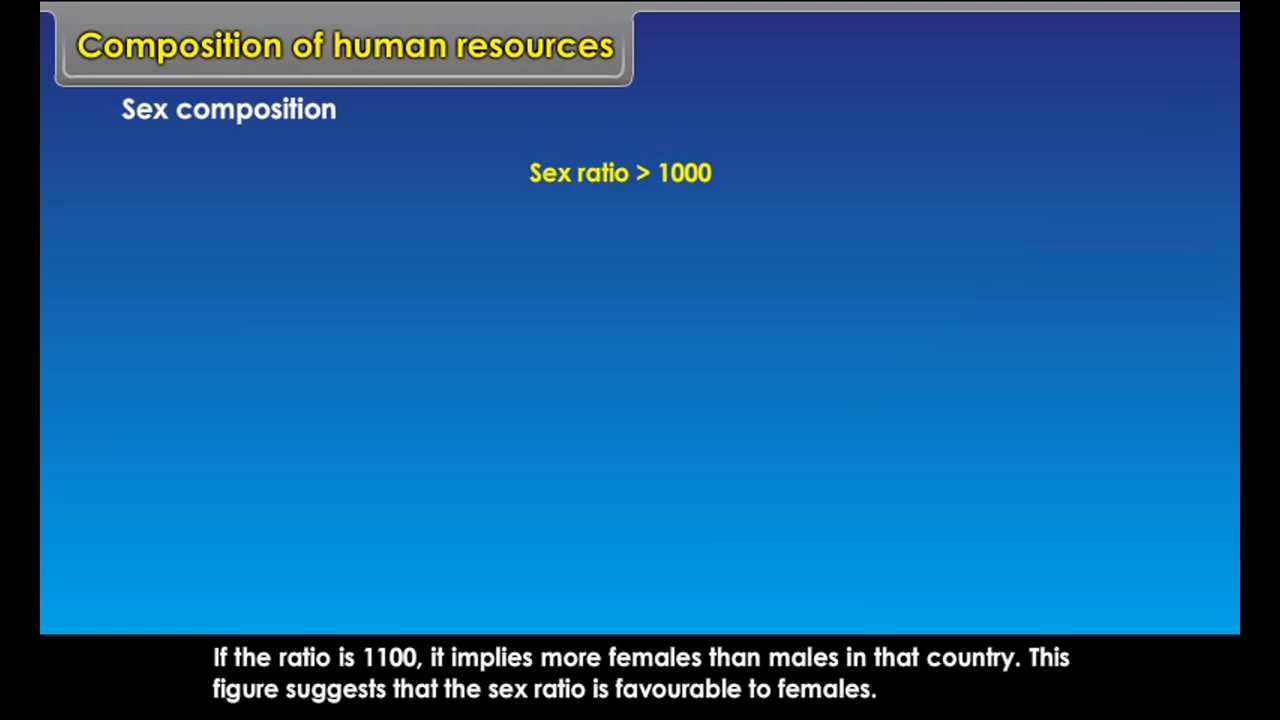 Composition of human resources
Sex composition
Sex ratio > 1000
If the ratio is 1100, it implies more females than males in that country. This
figure suggests that the sex ratio is favourable to females.